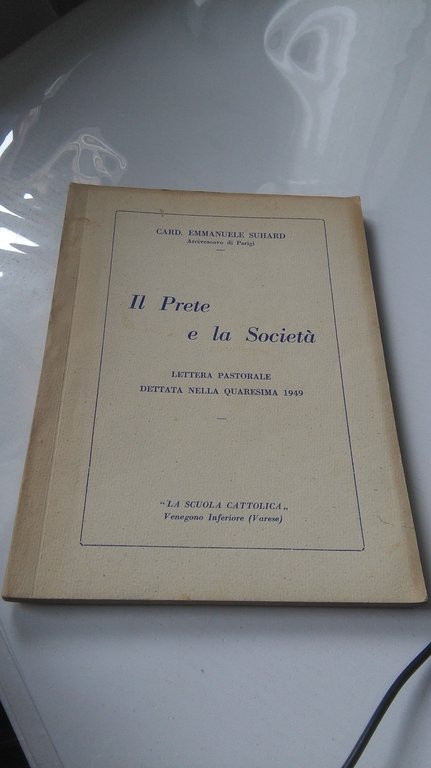 CARD. EMMANUELE SUHARD
Arcivescovo di Parigi
Il Prete
e la Società
LETTERA PASTORALE
DETTATA NELLA QUARESIMA 1949
"LA SCUOLA CATTOLICA„
Venegono Inferiore (Varese)